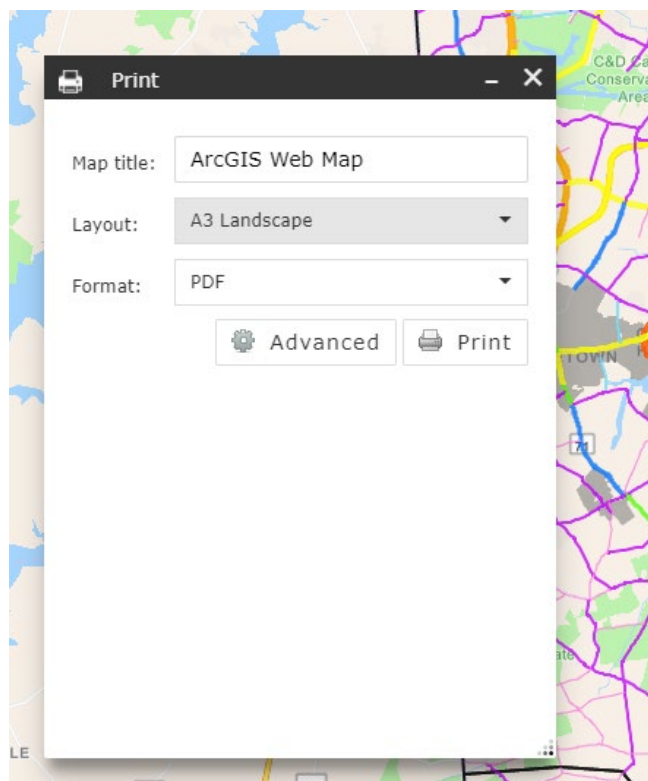 C&D Ca
Conserva
Area
Print
Map title:
ArcGIS Web Map
Layout:
A3 Landscape
Format:
PDF
Advanced
Print
TOWN
71
ate
LE